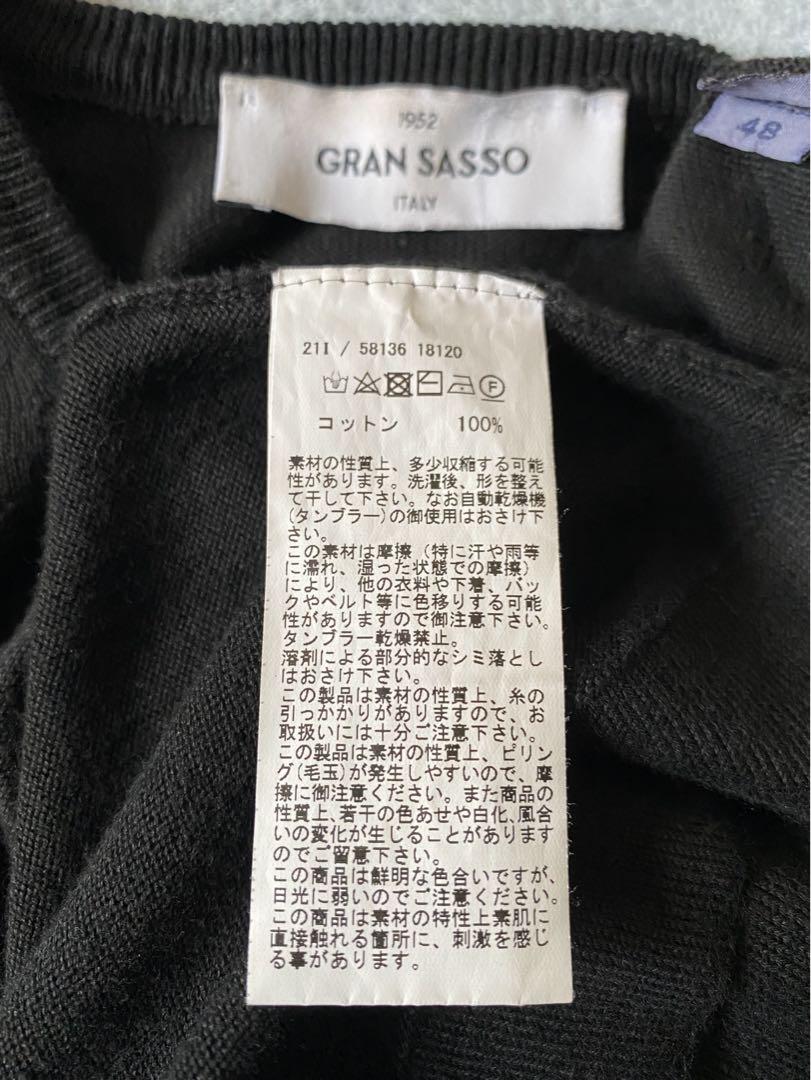 1952
GRAN SASSO
ITALY
48
21I / 58136 18120
F
コットン 100%
素材の性質上、多少収縮する可能
性があります。洗濯後、形を整え
て干して下さい。なお自動乾燥機
(タンブラー)の御使用はおさけ下
さい。
この素材は摩擦（特に汗や雨等
に濡れ、湿った状態での摩擦）
により、他の衣料や下着、バッ
クやベルト等に色移りする可能
性がありますので御注意下さい。
タンブラー乾燥禁止。
溶剤による部分的なシミ落とし
はおさけ下さい。
この製品は素材の性質上、糸の
引っかかりがありますので、お
取扱いには十分ご注意下さい。
この製品は素材の性質上、ピリン
グ(毛玉)が発生しやすいので、摩
擦に御注意ください。また商品の
性質上、若干の色あせや白化、風合
いの変化が生じることがあります
のでご留意下さい。
この商品は鮮明な色合いですが、
日光に弱いのでご注意ください。
この商品は素材の特性上素肌に
直接触れる箇所に、刺激を感じ
る事があります。